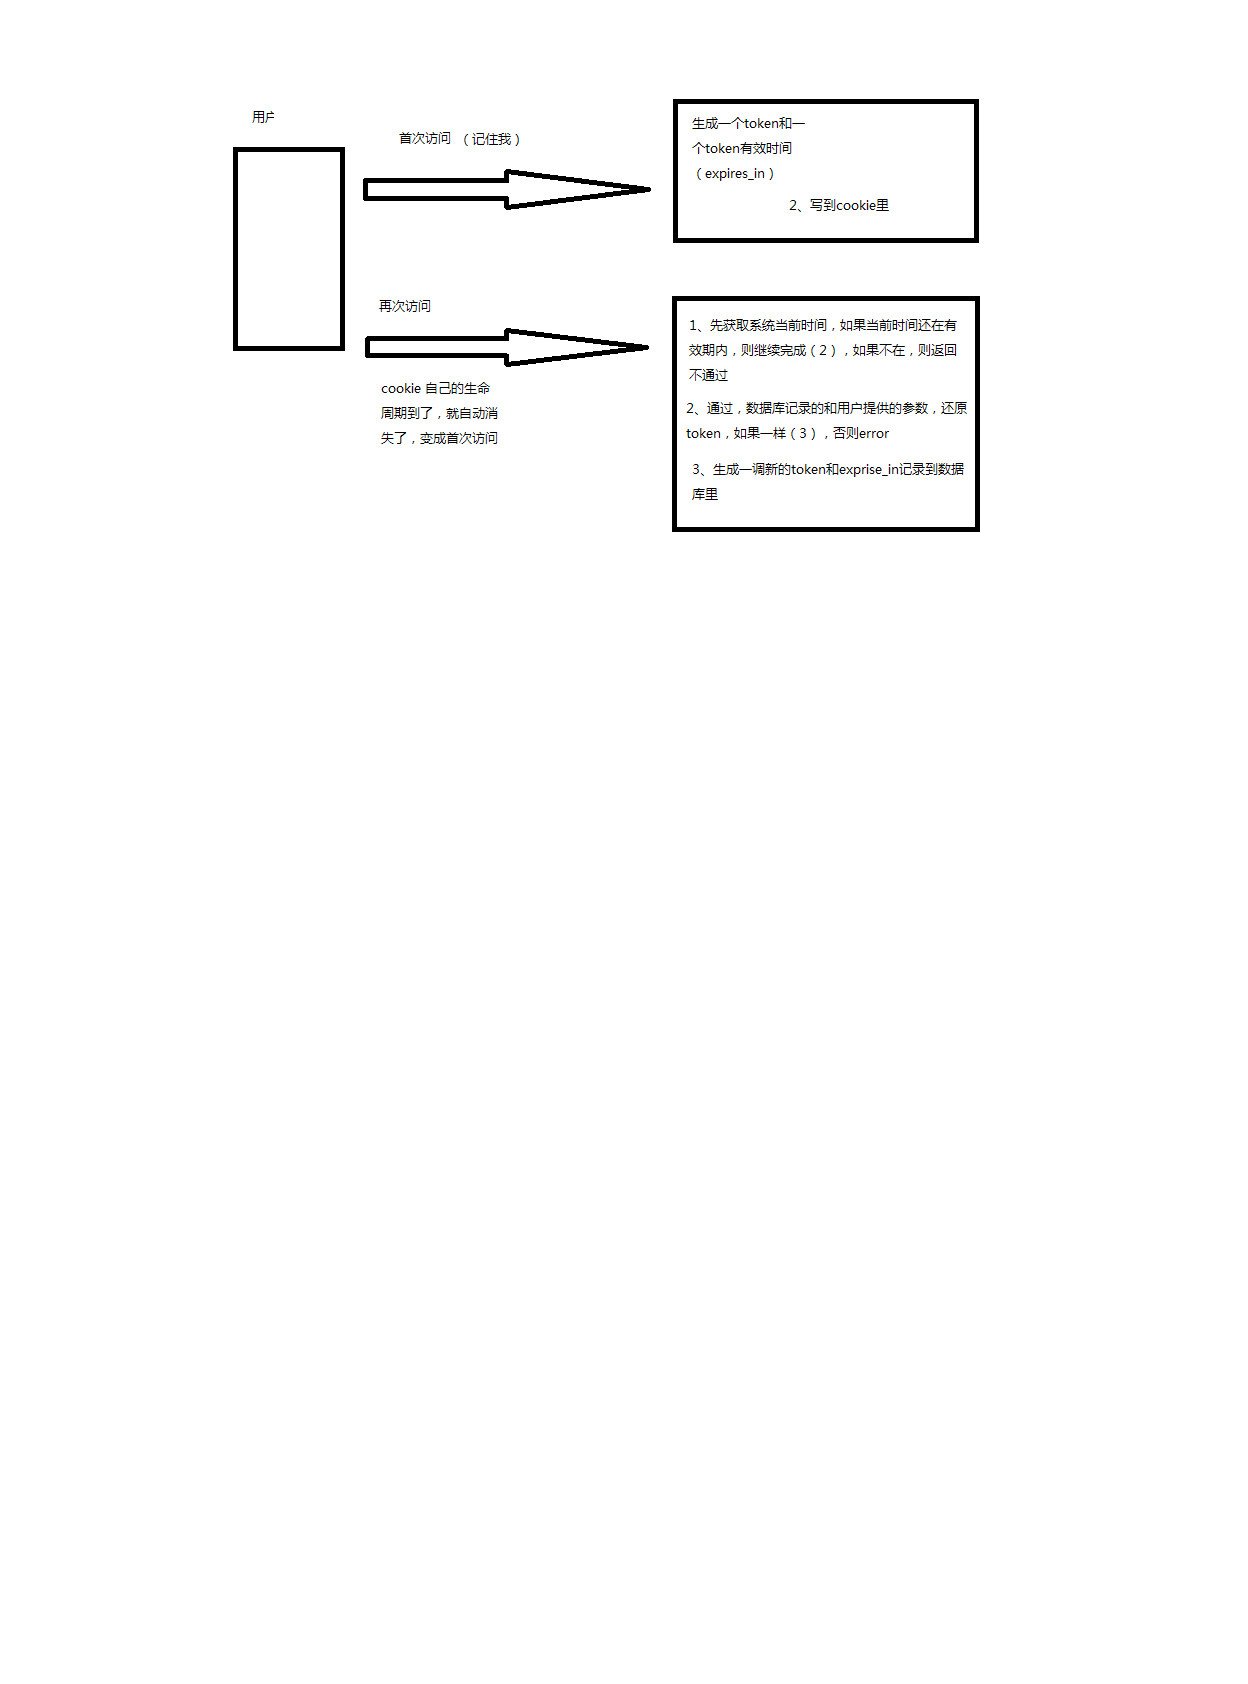 用户
首次访问 （记住我）
生成一个token和一
个token有效时间
（expires_in）
2、写到cookie里
再次访问
cookie 自己的生命
周期到了，就自动消
失了，变成首次访问
1、先获取系统当前时间，如果当前时间还在有
效期内，则继续完成（2），如果不在，则返回
不通过
2、通过，数据库记录的和用户提供的参数，还原
token，如果一样（3），否则error
3、生成一调新的token和exprise_in记录到数据
库里